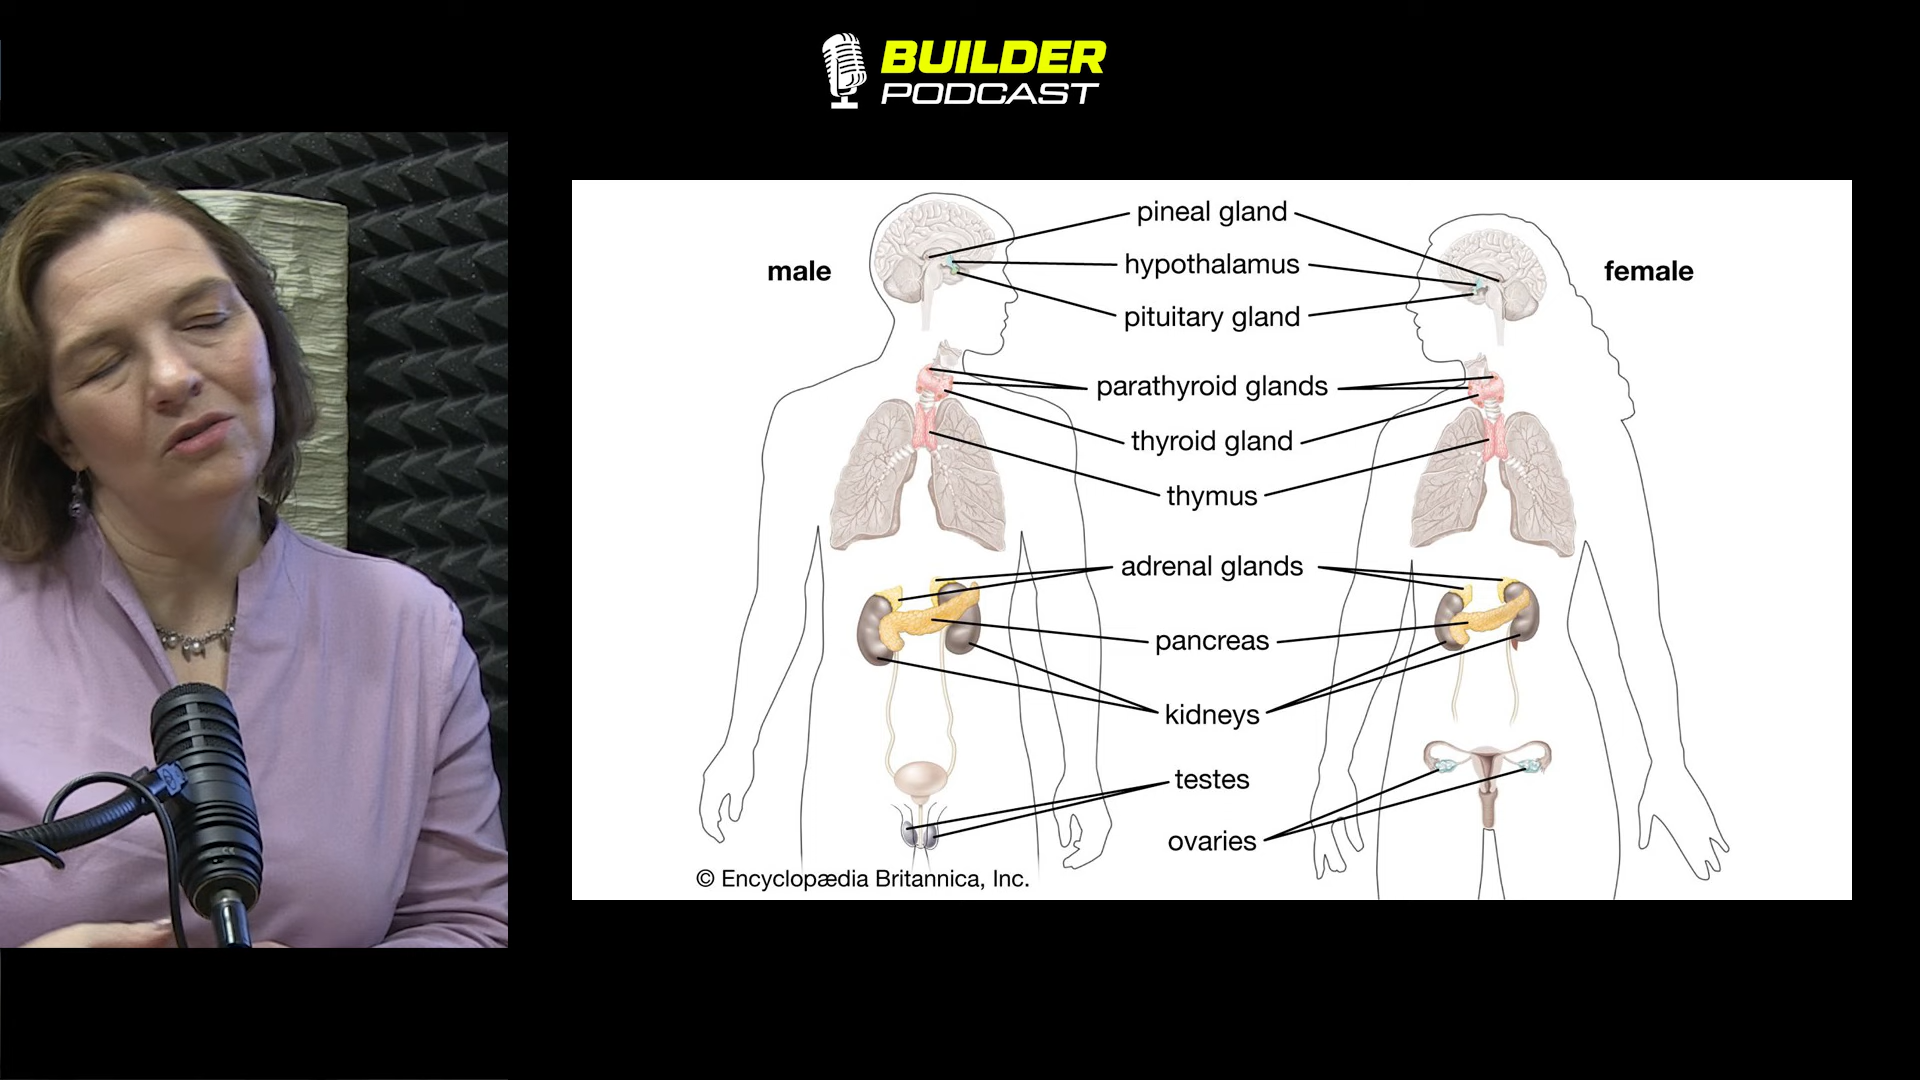 BUILDER
PODCAST
pineal gland
male
hypothalamus
female
pituitary gland
parathyroid glands
thyroid gland
thymus
adrenal glands
pancreas
kidneys
testes
ovaries
© Encyclopædia Britannica, Inc.